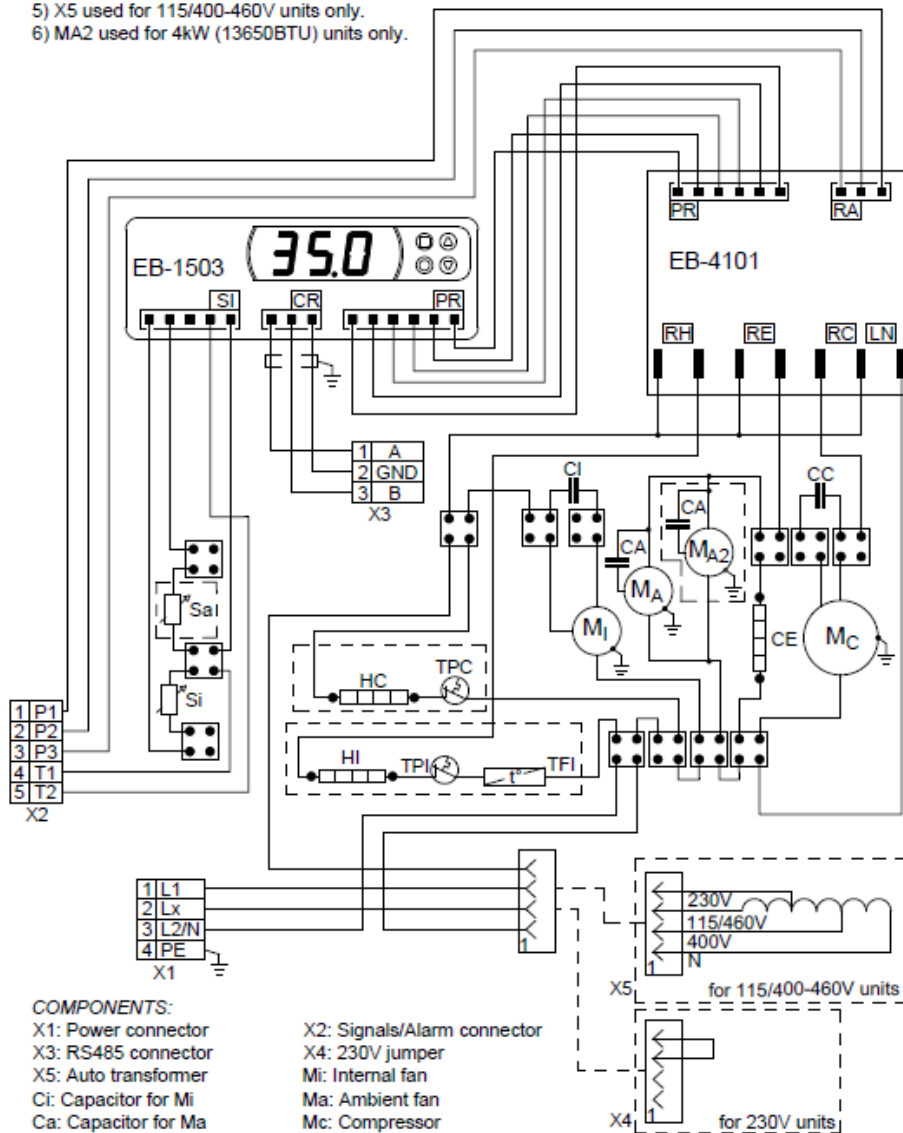 5) X5 used for 115/400-460V units only.
6) MA2 used for 4kW (13650BTU) units only.
PR
RA
EB-4101
EB-1503
35.0
SI
CR
PR
RH
RE
RC
LN
1 A
2 GND
3 B
X3
CI
CA
CA
CC
MA2
MA
MI
CE
MC
Sa
Si
HC
TPC
HI
TPI
t°
TFI
1 P1
2 P2
3 P3
4 T1
5 T2
X2
1 L1
2 Lx
3 L2/N
4 PE
X1
1
230V
115/460V
400V
N
1
X5
for 115/400-460V units
X4
1
for 230V units
COMPONENTS:
X1: Power connector
X2: Signals/Alarm connector
X3: RS485 connector
X4: 230V jumper
X5: Auto transformer
Mi: Internal fan
Ci: Capacitor for Mi
Ma: Ambient fan
Ca: Capacitor for Ma
Mc: Compressor